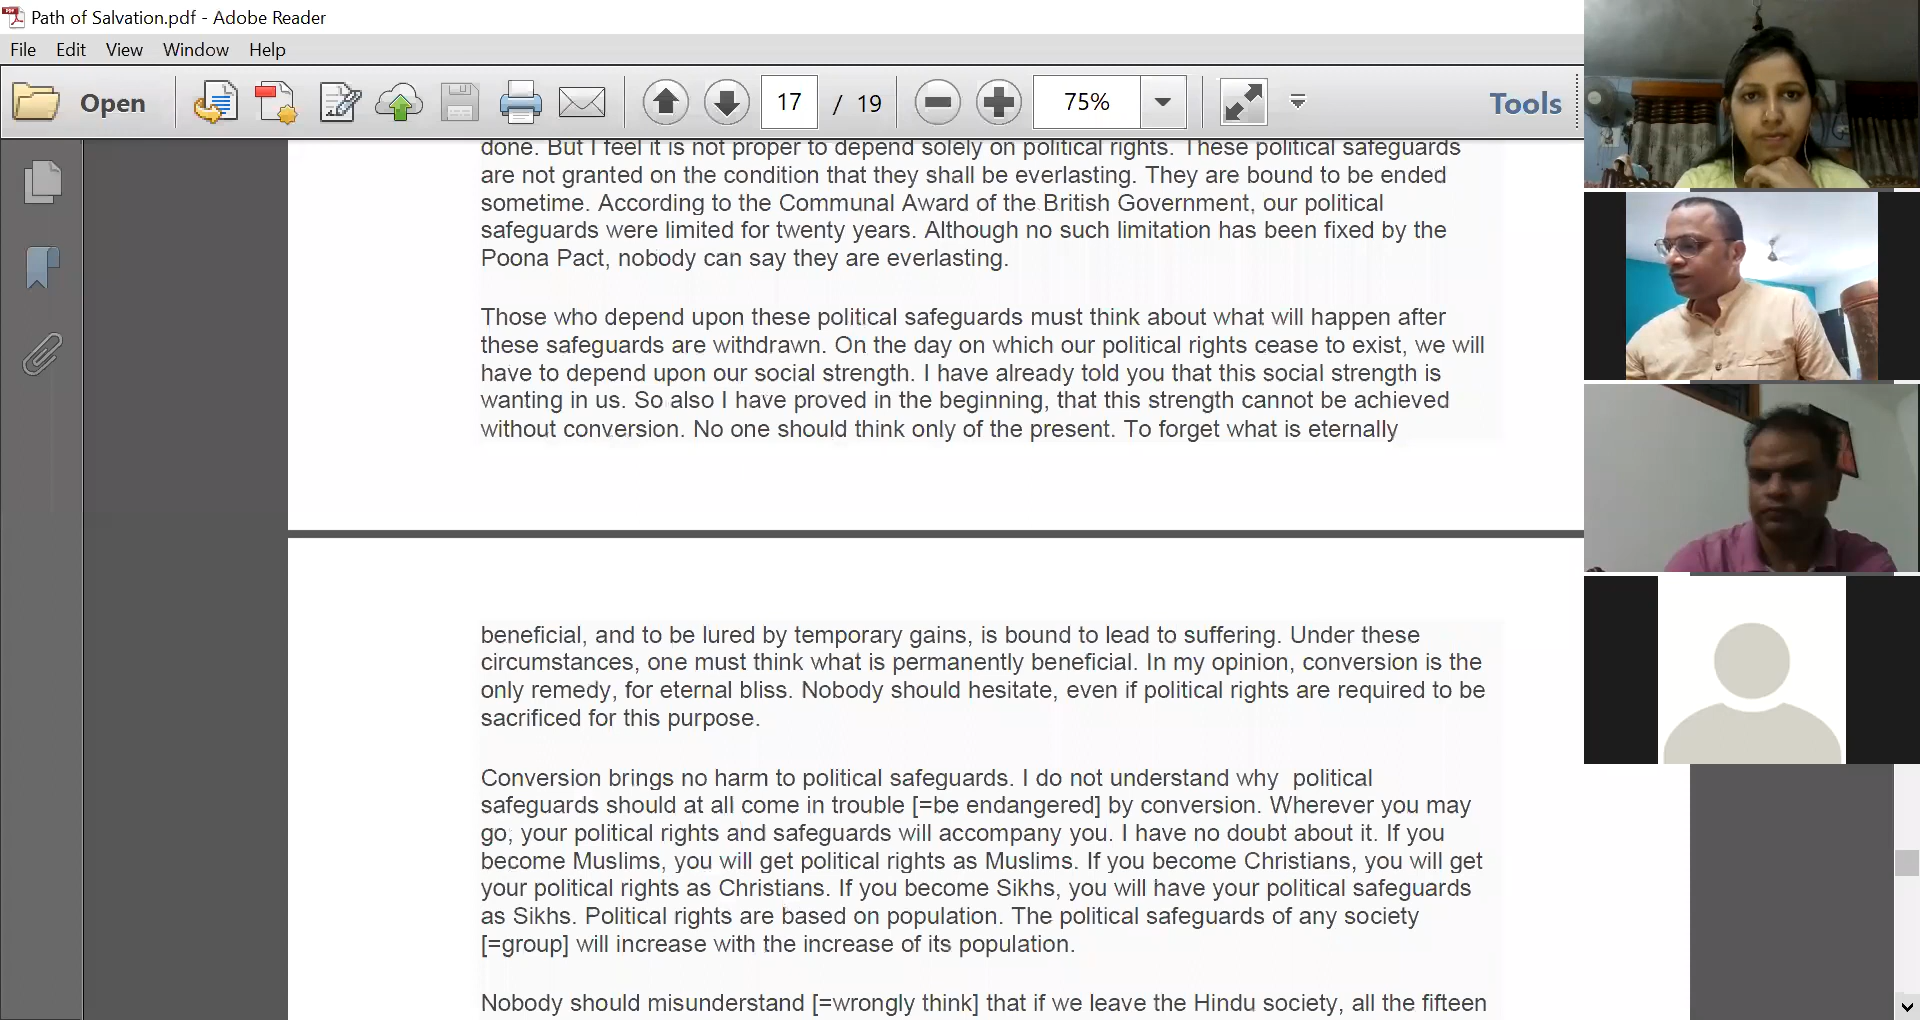 Path of Salvation.pdf - Adobe Reader
File Edit View Window Help
Open 17 / 19 75% Tools
done. But I feel it is not proper to depend solely on political rights. These political safeguards
are not granted on the condition that they shall be everlasting. They are bound to be ended
sometime. According to the Communal Award of the British Government, our political
safeguards were limited for twenty years. Although no such limitation has been fixed by the
Poona Pact, nobody can say they are everlasting.
Those who depend upon these political safeguards must think about what will happen after
these safeguards are withdrawn. On the day on which our political rights cease to exist, we will
have to depend upon our social strength. I have already told you that this social strength is
wanting in us. So also I have proved in the beginning, that this strength cannot be achieved
without conversion. No one should think only of the present. To forget what is eternally
beneficial, and to be lured by temporary gains, is bound to lead to suffering. Under these
circumstances, one must think what is permanently beneficial. In my opinion, conversion is the
only remedy, for eternal bliss. Nobody should hesitate, even if political rights are required to be
sacrificed for this purpose.
Conversion brings no harm to political safeguards. I do not understand why political
safeguards should at all come in trouble [=be endangered] by conversion. Wherever you may
go, your political rights and safeguards will accompany you. I have no doubt about it. If you
become Muslims, you will get political rights as Muslims. If you become Christians, you will get
your political rights as Christians. If you become Sikhs, you will have your political safeguards
as Sikhs. Political rights are based on population. The political safeguards of any society
[=group] will increase with the increase of its population.
Nobody should misunderstand [=wrongly think] that if we leave the Hindu society, all the fifteen